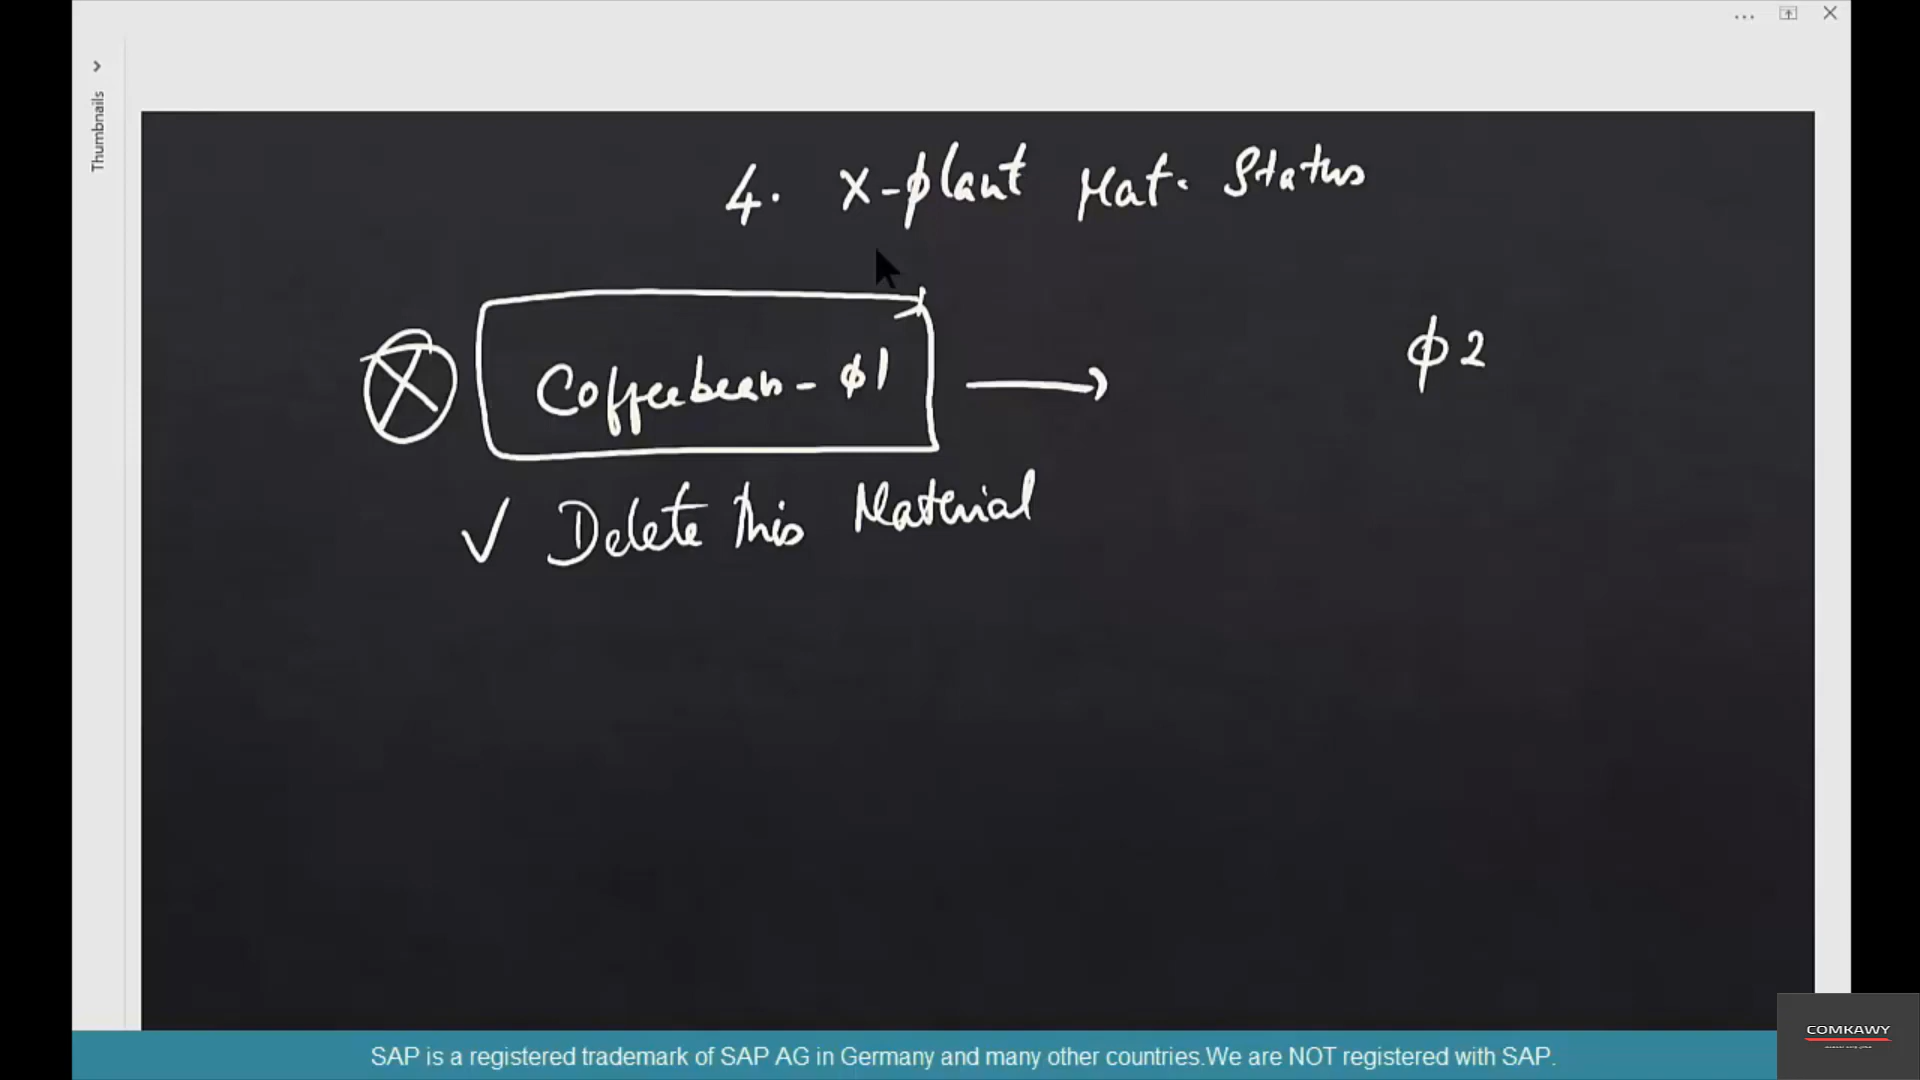 Thumbnails
4. X-plant Mat. Status
Coffeebean - 01
02
✓ Delete this Material
SAP is a registered trademark of SAP AG in Germany and many other countries.We are NOT registered with SAP.
COMKAWY